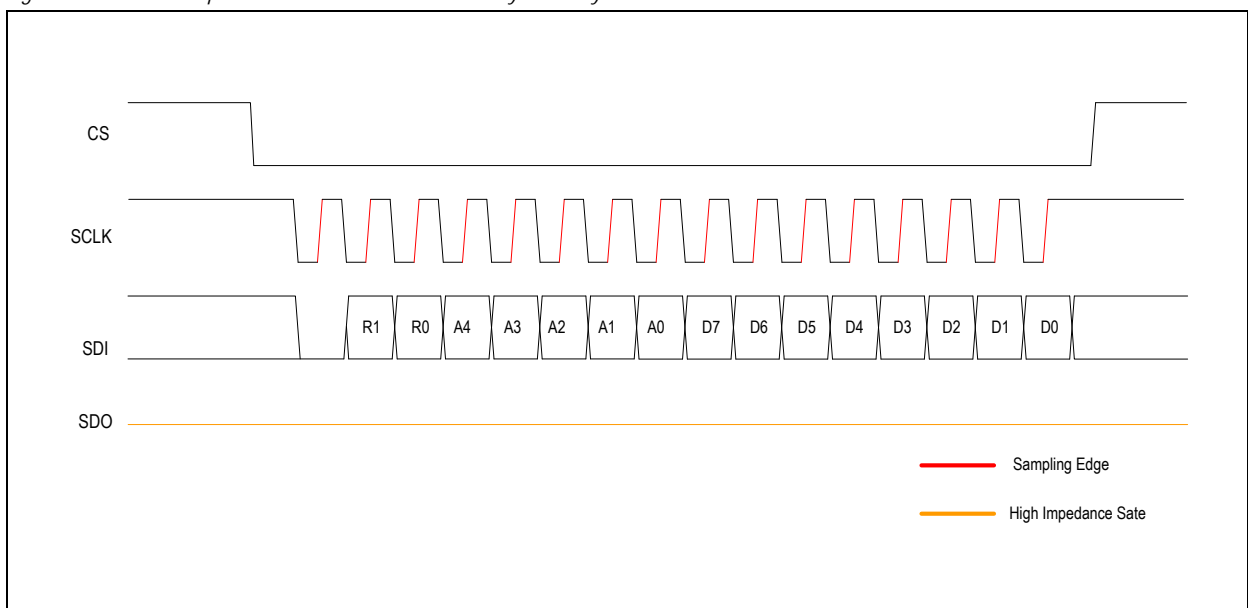 CS
SCLK
SDI
R1 R0 A4 A3 A2 A1 A0 D7 D6 D5 D4 D3 D2 D1 D0
SDO
Sampling Edge
High Impedance Sate